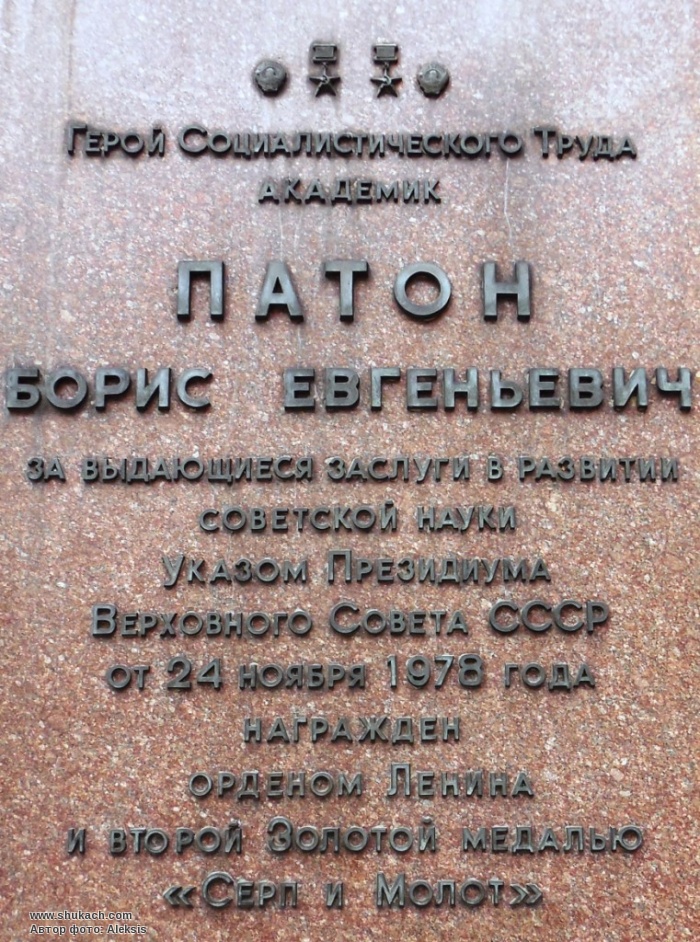 Герой Социалистического Труда
академик
ПАТОН
БОРИС ЕВГЕНЬЕВИЧ
за выдающиеся заслуги в развитии
советской науки
Указом Президиума
Верховного Совета СССР
от 24 ноября 1978 года
награжден
орденом Ленина
и второй Золотой медалью
«Серп и Молот»
www.shukach.com
Автор фото: Aleksis